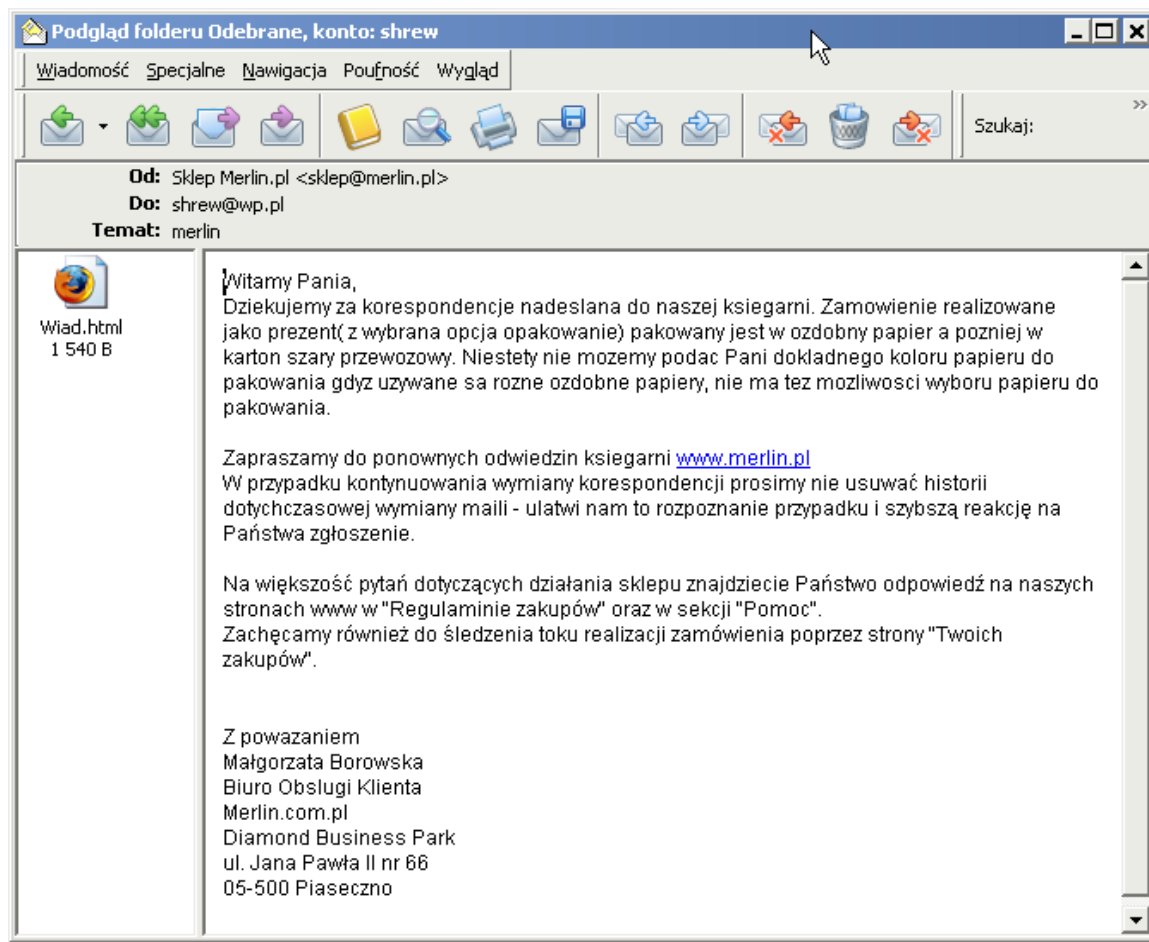 Podgląd folderu Odebrane, konto: shrew
Wiadomość Specjalne Nawigacja Poufność Wygląd
Szukaj:
Od: Sklep Merlin.pl <sklep@merlin.pl>
Do: shrew@wp.pl
Temat: merlin
Wiad.html
1 540 B
Witamy Pania,
Dziekujemy za korespondencje nadeslana do naszej ksiegarni. Zamowienie realizowane
jako prezent( z wybrana opcja opakowanie) pakowany jest w ozdobny papier a pozniej w
karton szary przewozowy. Niestety nie mozemy podac Pani dokladnego koloru papieru do
pakowania gdyz uzywane sa rozne ozdobne papiery, nie ma tez mozliwosci wyboru papieru do
pakowania.
Zapraszamy do ponownych odwiedzin ksiegarni www.merlin.pl
W przypadku kontynuowania wymiany korespondencji prosimy nie usuwać historii
dotychczasowej wymiany maili - ulatwi nam to rozpoznanie przypadku i szybszą reakcję na
Państwa zgłoszenie.
Na większość pytań dotyczących działania sklepu znajdziecie Państwo odpowiedź na naszych
stronach www w "Regulaminie zakupów" oraz w sekcji "Pomoc".
Zachęcamy również do śledzenia toku realizacji zamówienia poprzez strony "Twoich
zakupów".
Z powazaniem
Małgorzata Borowska
Biuro Obslugi Klienta
Merlin.com.pl
Diamond Business Park
ul. Jana Pawła II nr 66
05-500 Piaseczno